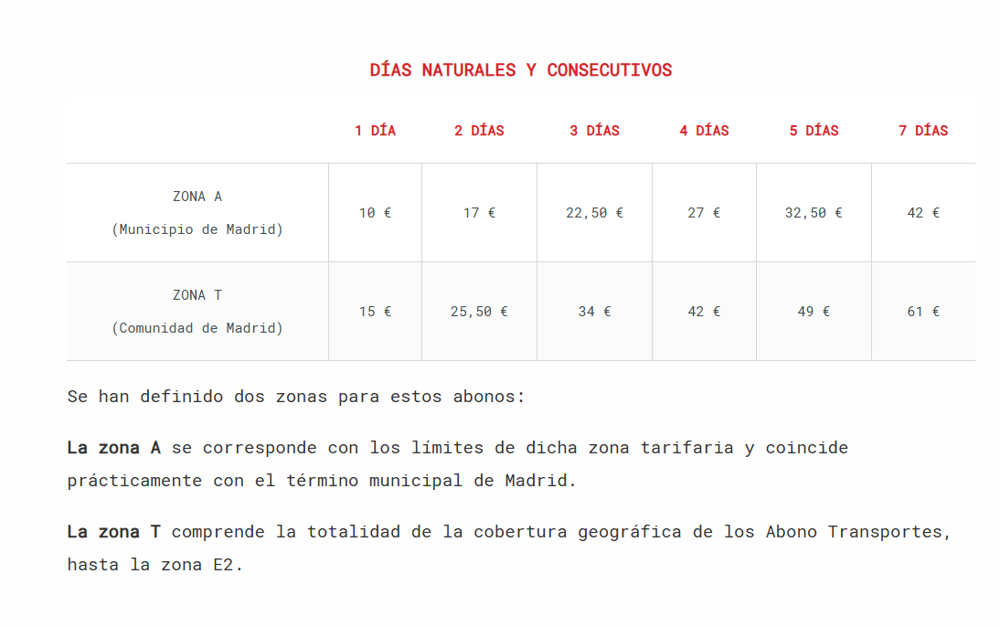 DÍAS NATURALES Y CONSECUTIVOS
1 DÍA 2 DÍAS 3 DÍAS 4 DÍAS 5 DÍAS 7 DÍAS
ZONA A
(Municipio de Madrid)
10 € 17 € 22,50 € 27 € 32,50 € 42 €
ZONA T
(Comunidad de Madrid)
15 € 25,50 € 34 € 42 € 49 € 61 €
Se han definido dos zonas para estos abonos:
La zona A se corresponde con los límites de dicha zona tarifaria y coincide
prácticamente con el término municipal de Madrid.
La zona T comprende la totalidad de la cobertura geográfica de los Abono Transportes,
hasta la zona E2.